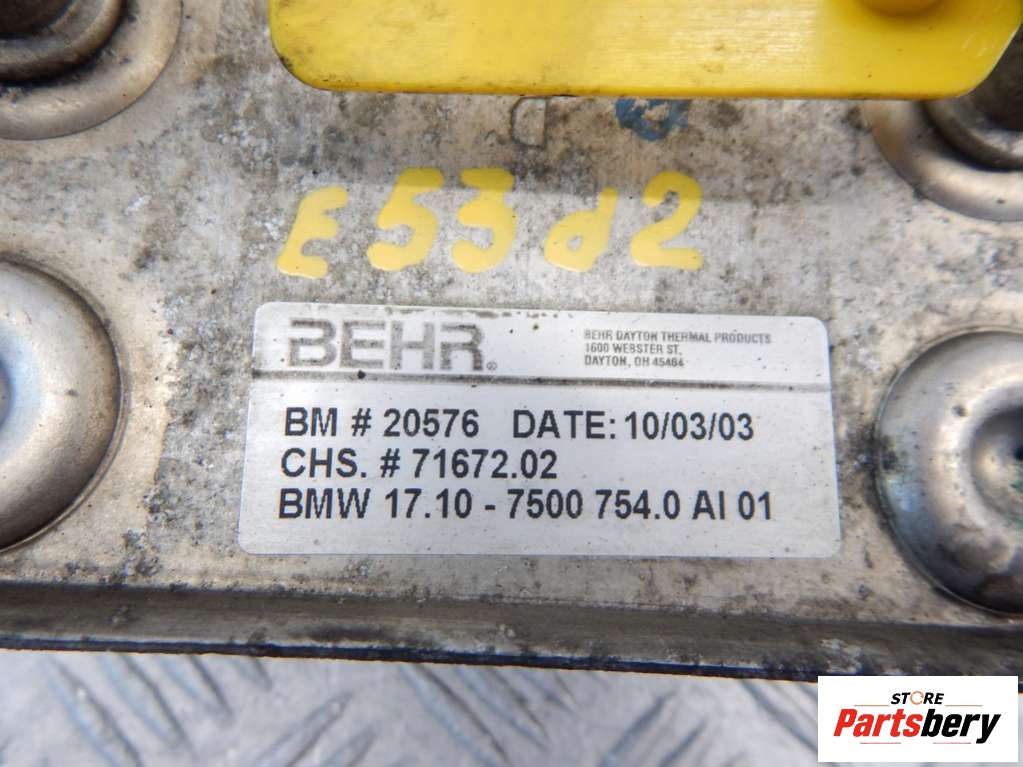 E53d2
BEHR®
BEHR DAYTON THERMAL PRODUCTS
1600 WEBSTER ST.
DAYTON, OH 45404
BM # 20576 DATE: 10/03/03
CHS. # 71672.02
BMW 17.10 - 7500 754.0 AI 01
STORE
Partsbery